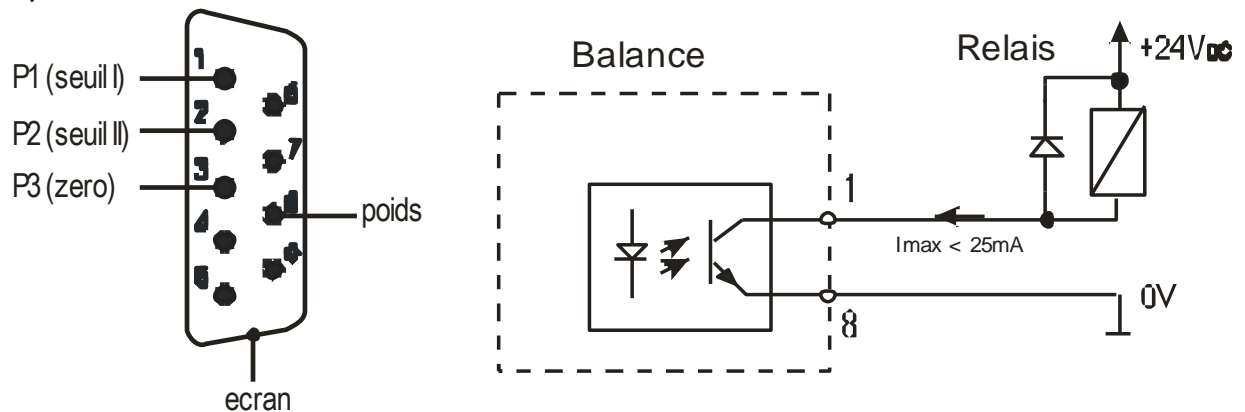 P1 (seuil I)
P2 (seuil II)
P3 (zero)
1
2
3
4
5
6
7
8
9
poids
ecran
Balance
Relais
+24VDC
1
Imax < 25mA
8
0V